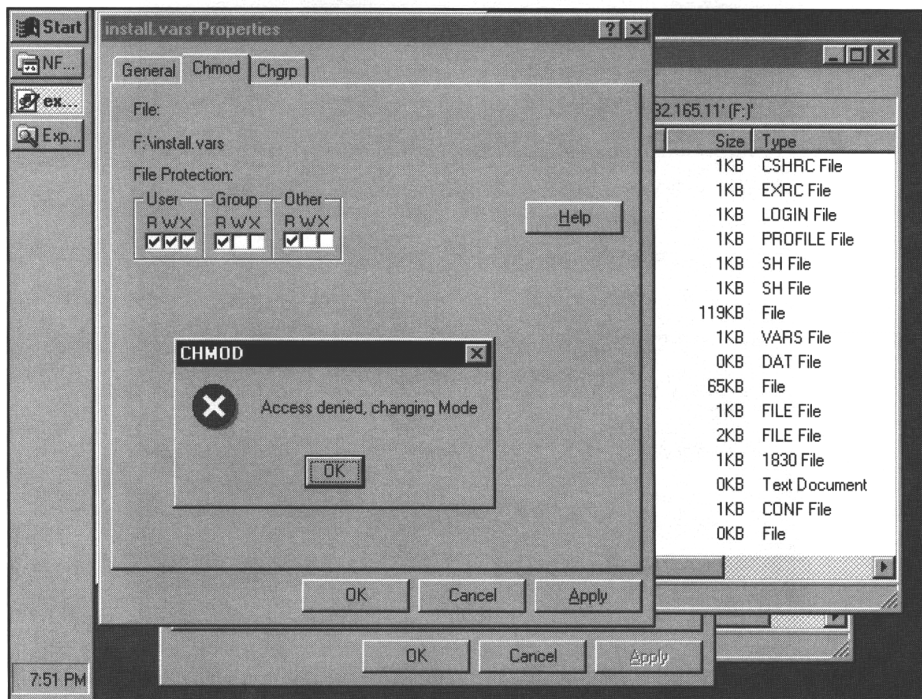 Start
NF...
ex...
Exp...
7:51 PM
install.vars Properties
General Chmod Chgrp
File:
F:\install.vars
File Protection:
User Group Other
R W X R W X R W X
Help
CHMOD
Access denied, changing Mode
OK
OK Cancel Apply
32.165.11' (F:)'
Size Type
1KB CSHRC File
1KB EXRC File
1KB LOGIN File
1KB PROFILE File
1KB SH File
1KB SH File
119KB File
1KB VARS File
0KB DAT File
65KB File
1KB FILE File
2KB FILE File
1KB 1830 File
0KB Text Document
1KB CONF File
0KB File
OK Cancel Apply